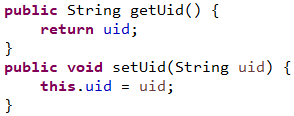 public String getUid() {
    return uid;
}
public void setUid(String uid) {
    this.uid = uid;
}